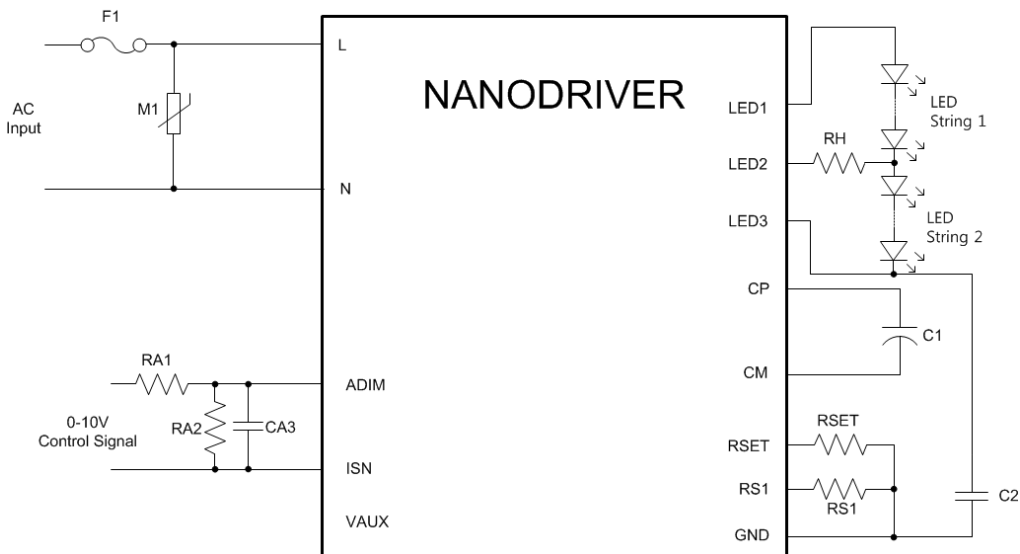 F1
AC
Input
M1
L
N
NANODRIVER
LED1
LED
String 1
RH
LED2
LED3
LED
String 2
CP
C1
CM
RA1
ADIM
0-10V
Control Signal
RA2
CA3
ISN
VAUX
RSET
RSET
RS1
RS1
C2
GND